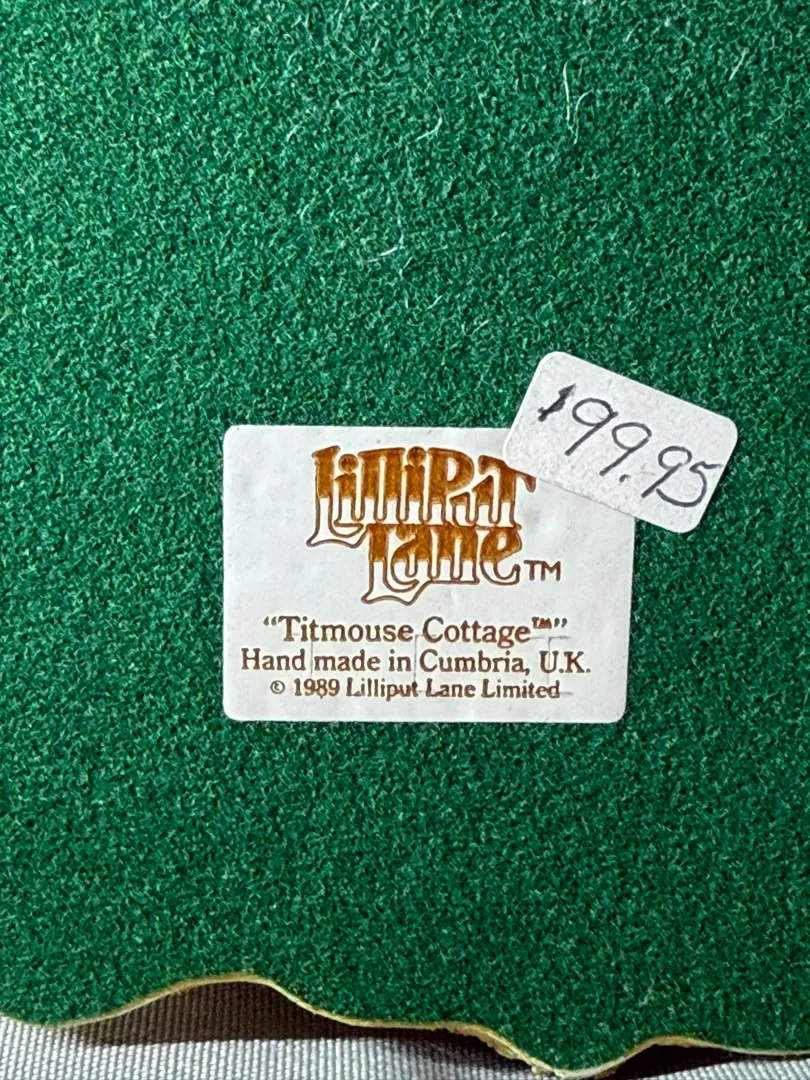 Lilliput
Lane™
199.95
“Titmouse Cottage™”
Hand made in Cumbria, U.K.
© 1989 Lilliput Lane Limited